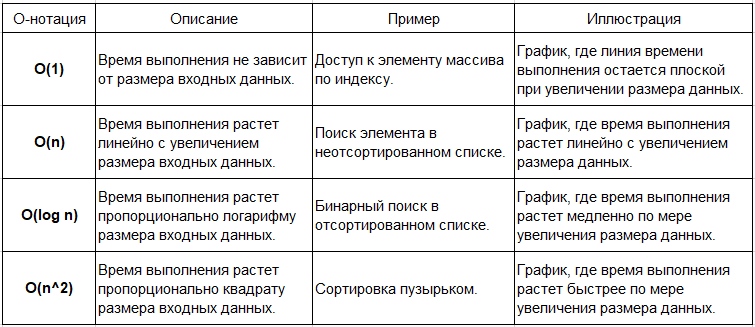 О-нотация
Описание
Пример
Иллюстрация
O(1)
Время выполнения не зависит
от размера входных данных.
Доступ к элементу массива
по индексу.
График, где линия времени
выполнения остается плоской
при увеличении размера данных.
O(n)
Время выполнения растет
линейно с увеличением
размера входных данных.
Поиск элемента в
неотсортированном списке.
График, где время выполнения
растет линейно с увеличением
размера данных.
O(log n)
Время выполнения растет
пропорционально логарифму
размера входных данных.
Бинарный поиск в
отсортированном списке.
График, где время выполнения
растет медленно по мере
увеличения размера данных.
O(n^2)
Время выполнения растет
пропорционально квадрату
размера входных данных.
Сортировка пузырьком.
График, где время выполнения
растет быстрее по мере
увеличения размера данных.